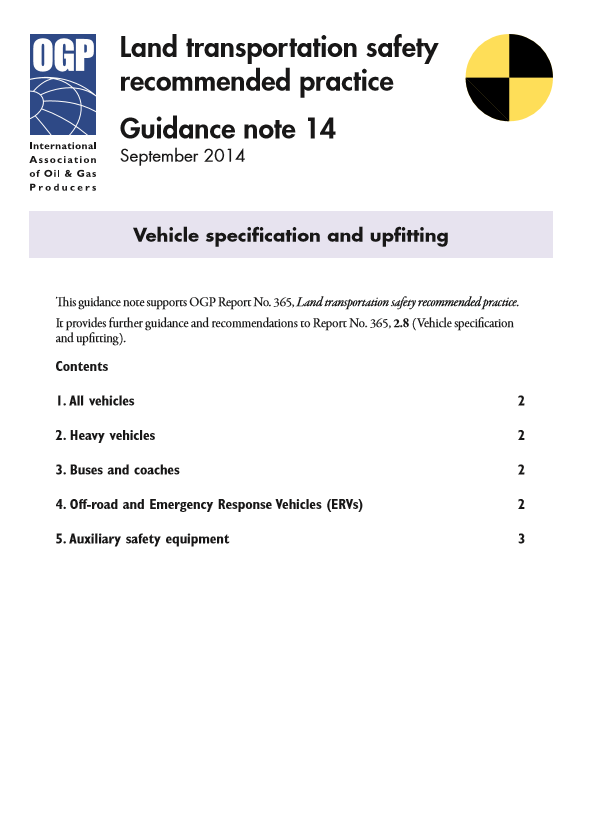 OGP
International
Association
of Oil & Gas
Producers
Land transportation safety
recommended practice
Guidance note 14
September 2014
Vehicle specification and upfitting
This guidance note supports OGP Report No. 365, Land transportation safety recommended practice.
It provides further guidance and recommendations to Report No. 365, 2.8 (Vehicle specification
and upfitting).
Contents
1. All vehicles 2
2. Heavy vehicles 2
3. Buses and coaches 2
4. Off-road and Emergency Response Vehicles (ERVs) 2
5. Auxiliary safety equipment 3